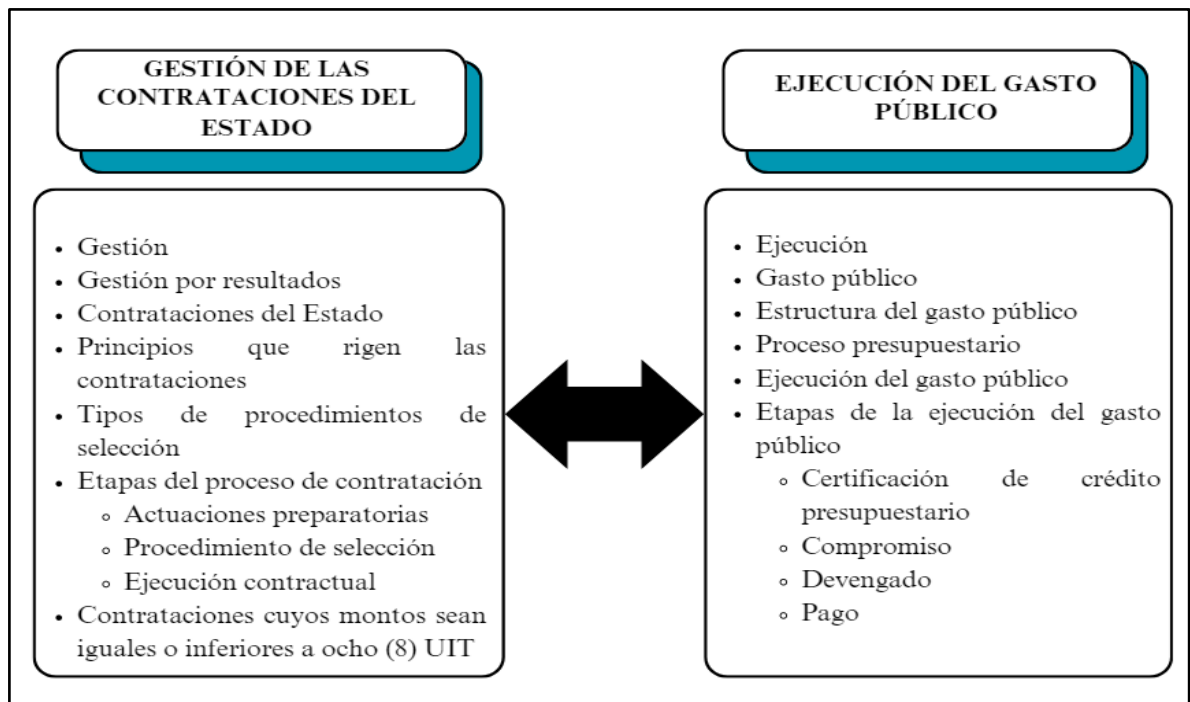 GESTIÓN DE LAS
CONTRATACIONES DEL
ESTADO
• Gestión
• Gestión por resultados
• Contrataciones del Estado
• Principios que rigen las
contrataciones
• Tipos de procedimientos de
selección
• Etapas del proceso de contratación
◦ Actuaciones preparatorias
◦ Procedimiento de selección
◦ Ejecución contractual
• Contrataciones cuyos montos sean
iguales o inferiores a ocho (8) UIT
EJECUCIÓN DEL GASTO
PÚBLICO
• Ejecución
• Gasto público
• Estructura del gasto público
• Proceso presupuestario
• Ejecución del gasto público
• Etapas de la ejecución del gasto
público
◦ Certificación de crédito
presupuestario
◦ Compromiso
◦ Devengado
◦ Pago